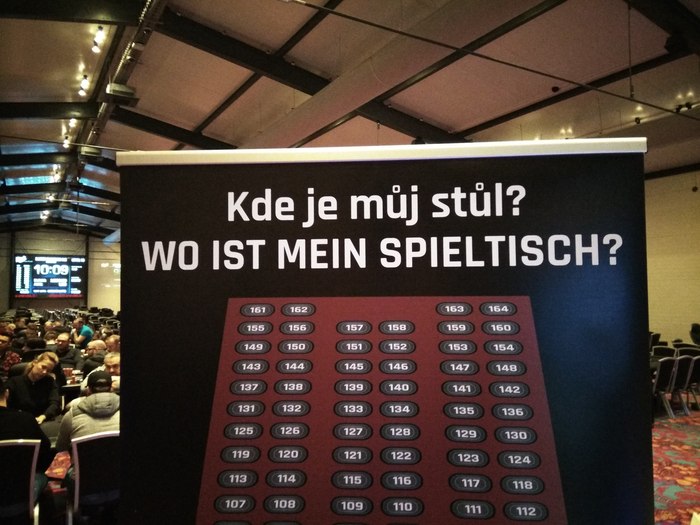 Kde je můj stůl?
WO IST MEIN SPIELTISCH?
161 162 163 164
155 156 157 158 159 160
149 150 151 152 153 154
143 144 145 146 147 148
137 138 139 140 141 142
131 132 133 134 135 136
125 126 127 128 129 130
119 120 121 122 123 124
113 114 115 116 117 118
107 108 109 110 111 112
10:09